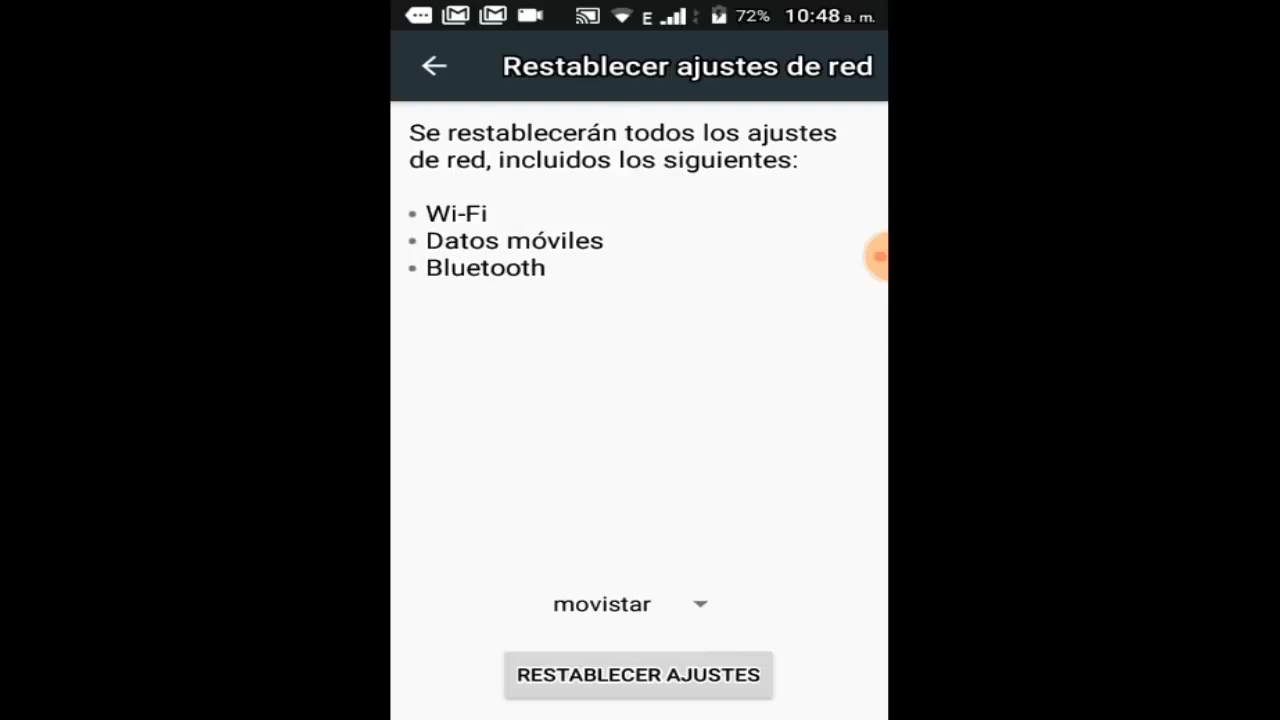 E 72% 10:48 a. m.
Restablecer ajustes de red
Se restablecerán todos los ajustes
de red, incluidos los siguientes:
• Wi-Fi
• Datos móviles
• Bluetooth
movistar
RESTABLECER AJUSTES